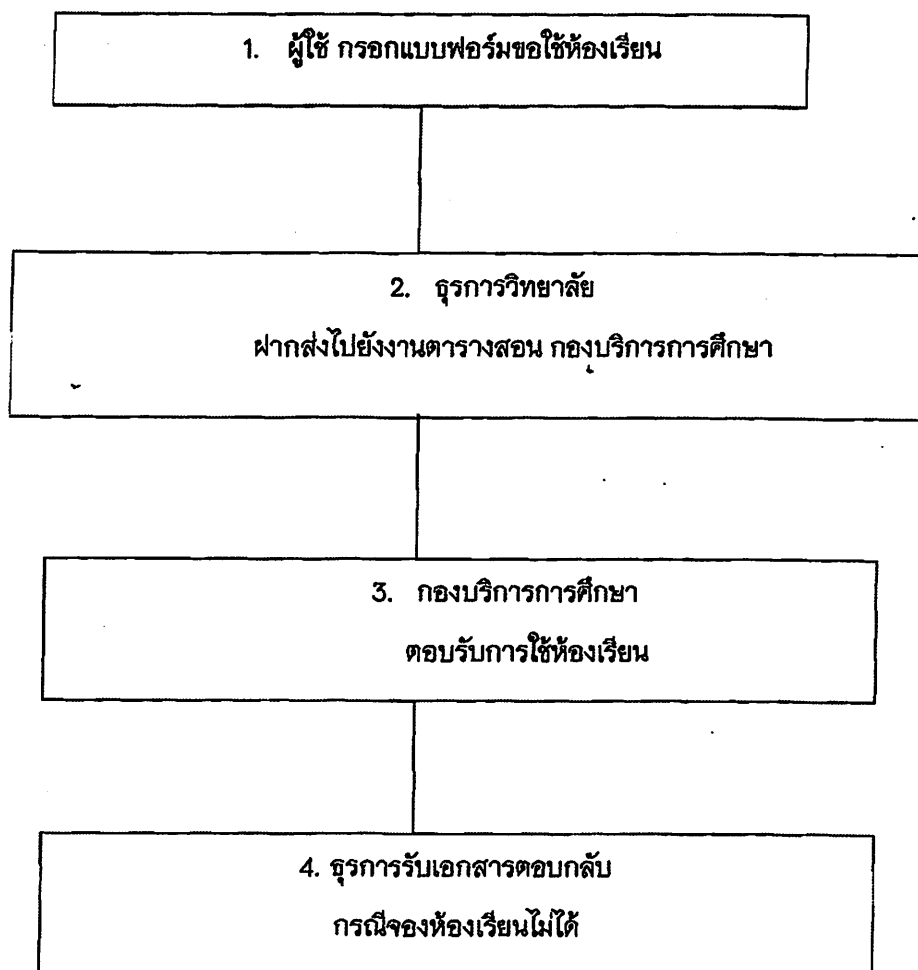 1. ผู้ใช้ กรอกแบบฟอร์มขอใช้ห้องเรียน
2. ธุรการวิทยาลัย
ฝากส่งไปยังงานตารางสอน กองบริการการศึกษา
3. กองบริการการศึกษา
ตอบรับการใช้ห้องเรียน
4. ธุรการรับเอกสารตอบกลับ
กรณีจองห้องเรียนไม่ได้